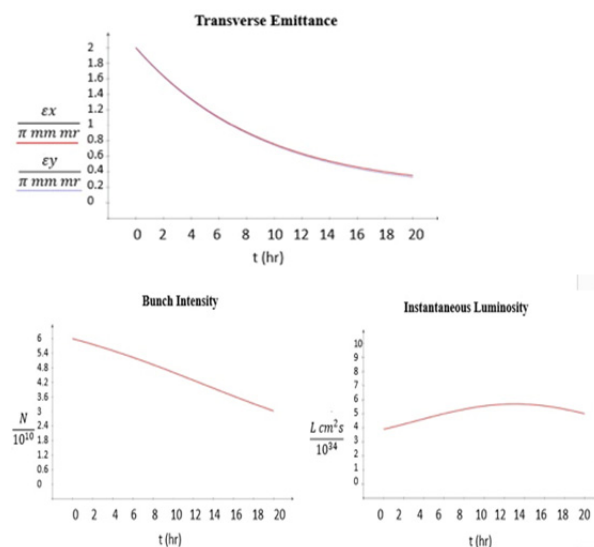 Transverse Emittance
2
1.8
1.6
1.4
1.2
1
0.8
0.6
0.4
0.2
0
εx
π mm mr
εy
π mm mr
0 2 4 6 8 10 12 14 16 18 20
t (hr)
Bunch Intensity
6
5.4
4.8
4.2
3.6
3
2.4
1.8
1.2
0.6
0
N
10^10
0 2 4 6 8 10 12 14 16 18 20
t (hr)
Instantaneous Luminosity
10
9
8
7
6
5
4
3
2
1
0
L cm²s
10^34
0 2 4 6 8 10 12 14 16 18 20
t (hr)